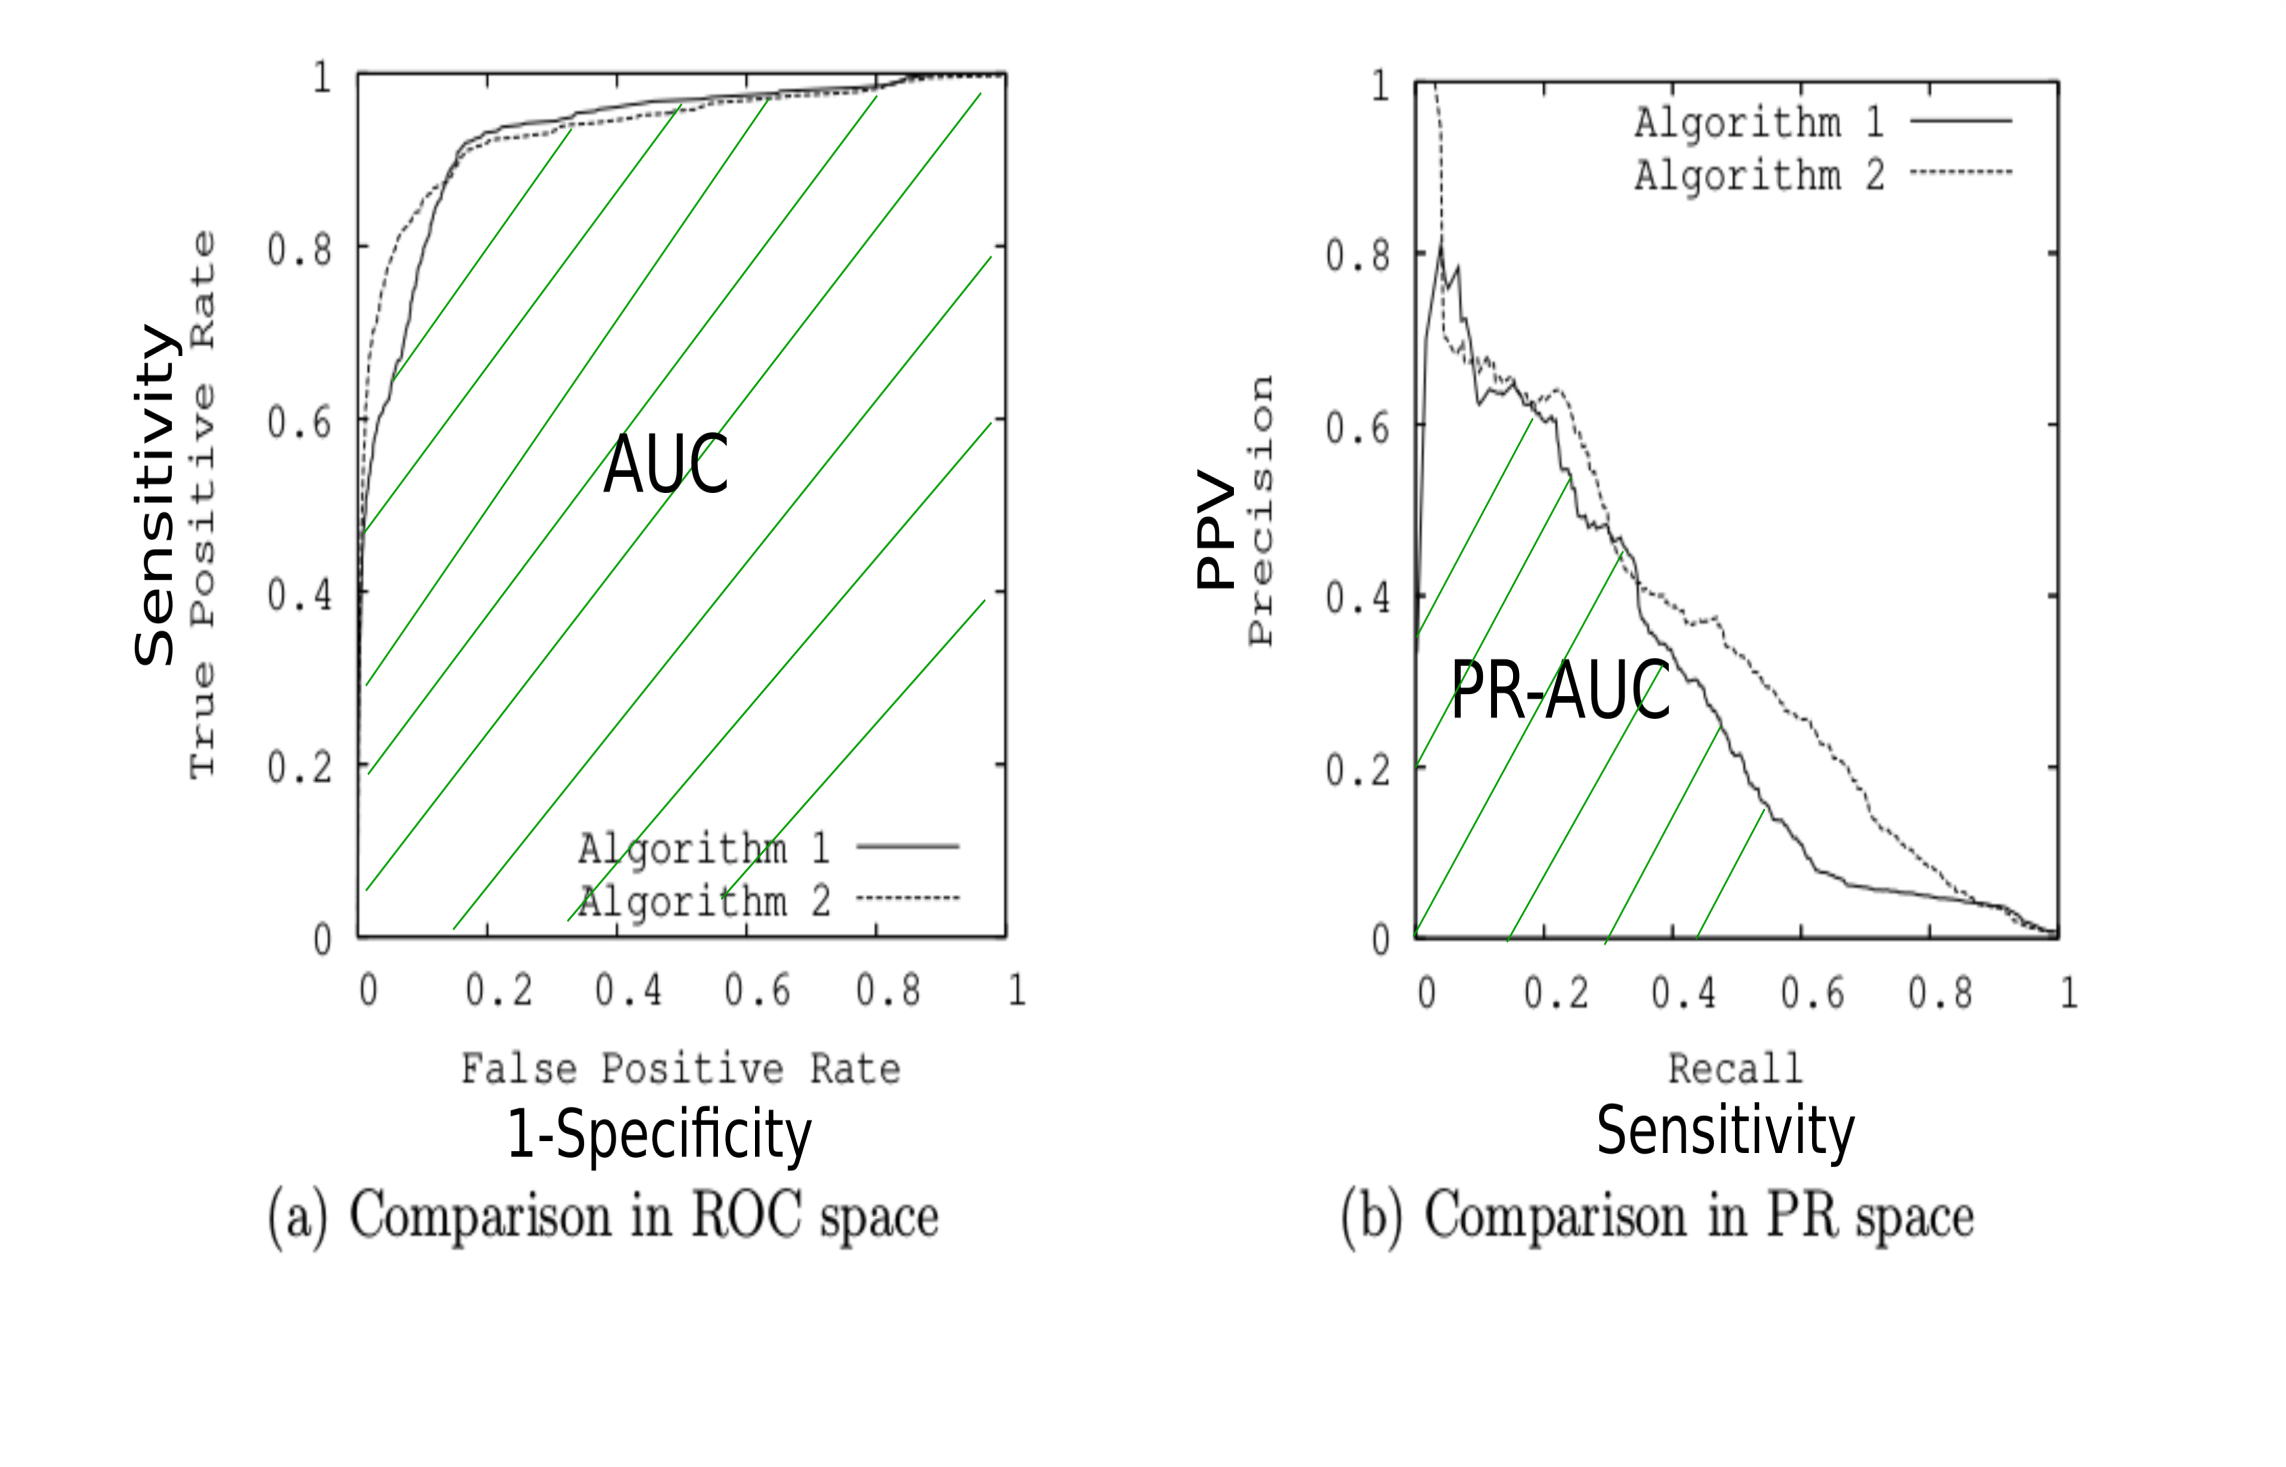 Sensitivity
True Positive Rate
1
0.8
0.6
0.4
0.2
0
AUC
Algorithm 1
Algorithm 2
0 0.2 0.4 0.6 0.8 1
False Positive Rate
1-Specificity
(a) Comparison in ROC space
PPV
Precision
1
0.8
0.6
0.4
0.2
0
Algorithm 1
Algorithm 2
PR-AUC
0 0.2 0.4 0.6 0.8 1
Recall
Sensitivity
(b) Comparison in PR space